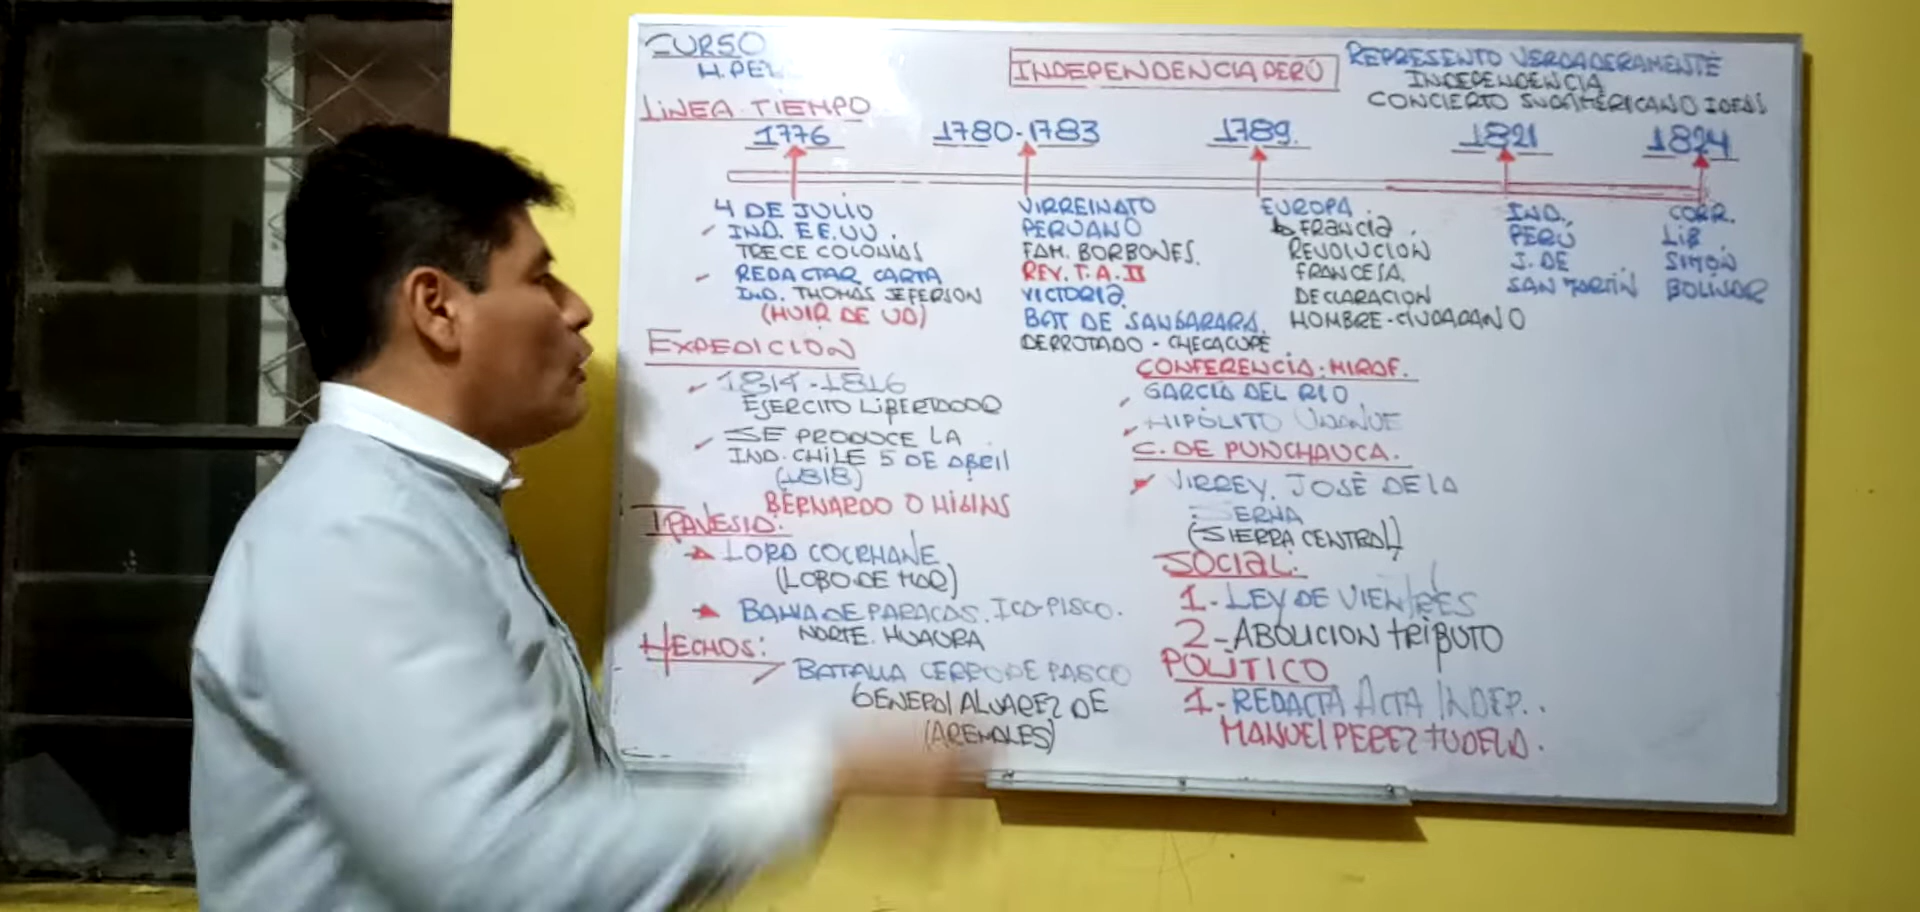 CURSO
H. PE
INDEPENDENCIA PERÚ
REPRESENTO VERDADERAMENTE
INDEPENDENCIA
CONCIERTO SUDAMERICANO IDEAS
LINEA TIEMPO
1776
1780-1783
1789
1821
1824
4 DE JULIO
IND. EE.UU.
TRECE COLONIAS
REDACTAR CARTA
IND. THOMAS JEFERSON
(HUIR DE UD)
VIRREINATO
PERUANO
FAM. BORBONES.
REV. T. A. II
VICTORIA
BAT DE SANGARARA.
DERROTADO - CHECACUPE
EUROPA
FRANCIA.
REVOLUCION
FRANCESA.
DECLARACION
HOMBRE-CIUDADANO
IND.
PERÚ
J. DE
SAN MARTÍN
CORR.
LIB.
SIMÓN
BOLIVAR
EXPEDICION
1814-1816
EJERCITO LIBERTADOR
SE PRODUCE LA
IND. CHILE 5 DE ABRIL
(1818)
BERNARDO O HIGINS
TRAVESIA:
LORD COCRHANE
(LOBO DE MAR)
BAHIA DE PARACAS. ICA-PISCO.
NORTE. HUAURA
HECHOS:
BATALLA CERRO DE PASCO
GENERAL ALVAREZ DE
(ARENALES)
CONFERENCIA. MIRAF.
GARCÍA DEL RIO
HIPÓLITO UNANUE
C. DE PUNCHAUCA.
VIRREY. JOSÉ DE LA
SERNA
(SIERRA CENTRAL)
SOCIAL:
1.-LEY DE VIENTRES
2-ABOLICION TRIBUTO
POLÍTICO
1-REDACTA ACTA INDEP..
MANUEL PEREZ TUDELA.